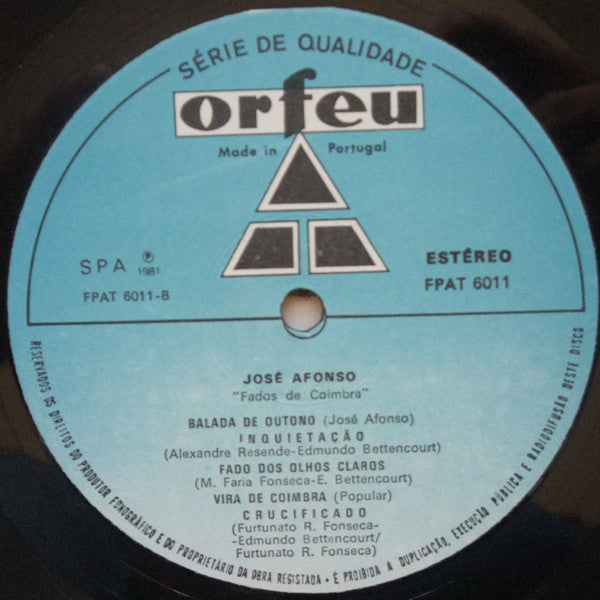 SÉRIE DE QUALIDADE
orfeu
Made in Portugal
SPA ℗ 1981
FPAT 6011-B
ESTÉREO
FPAT 6011
JOSÉ AFONSO
"Fados de Coimbra"
BALADA DE OUTONO (José Afonso)
INQUIETAÇÃO
(Alexandre Resende-Edmundo Bettencourt)
FADO DOS OLHOS CLAROS
(M. Faria Fonseca-E. Bettencourt)
VIRA DE COIMBRA (Popular)
CRUCIFICADO
(Furtunato R. Fonseca-
-Edmundo Bettencourt/
Furtunato R. Fonseca)
RESERVADOS OS DIREITOS DO PRODUTOR FONOGRÁFICO E DO PROPRIETÁRIO DA OBRA REGISTADA - É PROIBIDA A DUPLICAÇÃO, EXECUÇÃO PÚBLICA E RADIODIFUSÃO DESTE DISCO